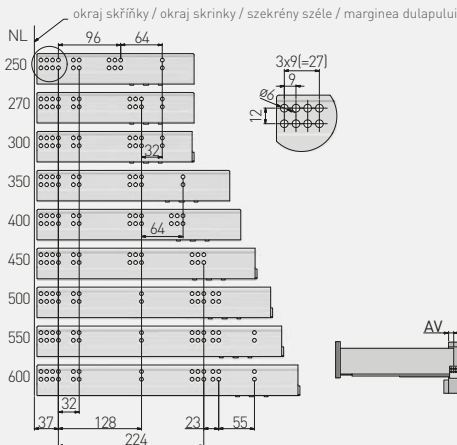 okraj skříňky / okraj skrinky / szekrény széle / marginea dulapului
NL
96 64
3x9(=27)
9
ø6
12
250
270
300
32
350
400
64
450
500
550
AV
600
32
37 128 23 55
224